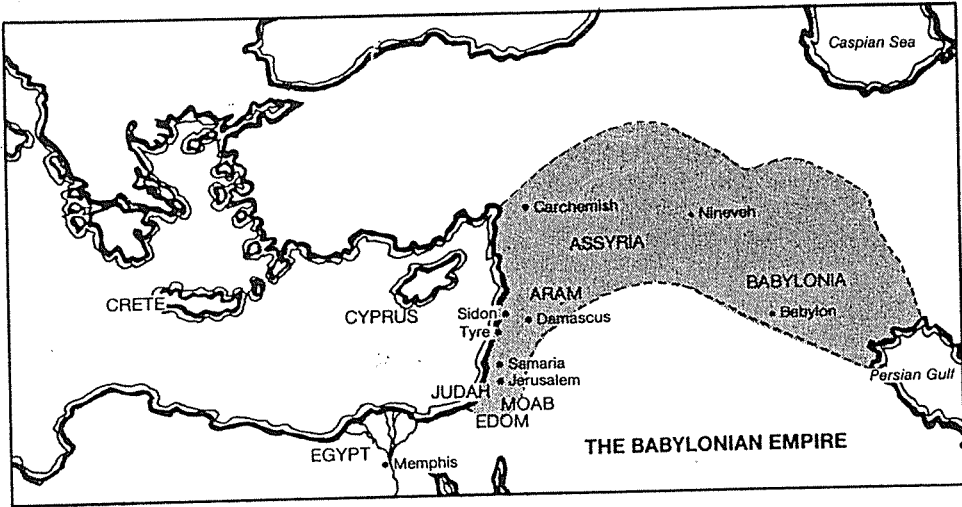 Caspian Sea
Carchemish
Nineveh
ASSYRIA
BABYLONIA
ARAM
CRETE
CYPRUS
Sidon
Damascus
Babylon
Tyre
Samaria
Persian Gulf
Jerusalem
JUDAH
MOAB
EDOM
THE BABYLONIAN EMPIRE
EGYPT
Memphis